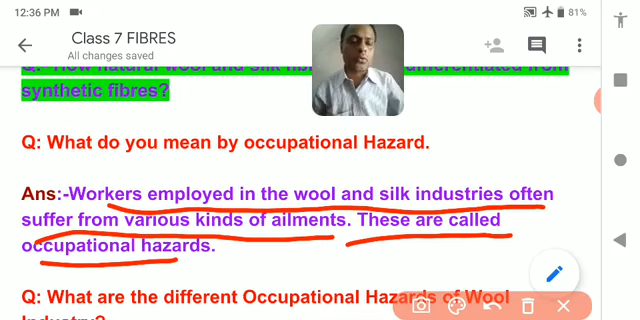 12:36 PM
81%
Class 7 FIBRES
All changes saved
synthetic fibres?
Q: What do you mean by occupational Hazard.
Ans:-Workers employed in the wool and silk industries often
suffer from various kinds of ailments. These are called
occupational hazards.
Q: What are the different Occupational Hazards of Wool